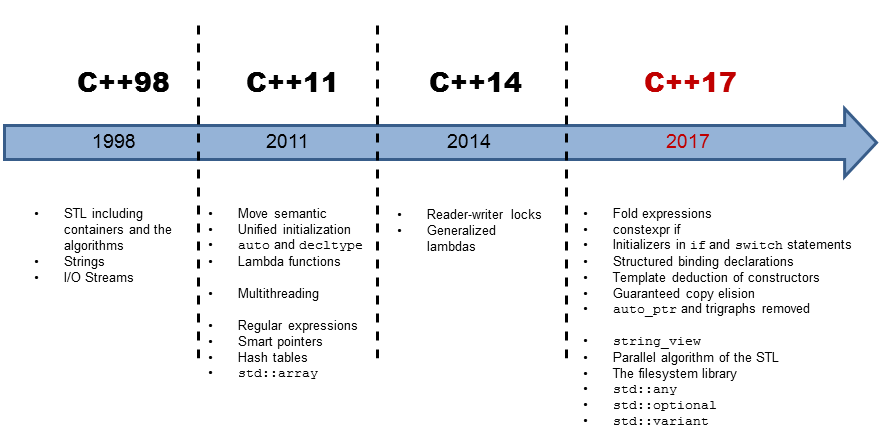 C++98
C++11
C++14
C++17
1998
2011
2014
2017
• STL including
containers and the
algorithms
• Strings
• I/O Streams
• Move semantic
• Unified initialization
• auto and decltype
• Lambda functions
• Multithreading
• Regular expressions
• Smart pointers
• Hash tables
• std::array
• Reader-writer locks
• Generalized
lambdas
• Fold expressions
• constexpr if
• Initializers in if and switch statements
• Structured binding declarations
• Template deduction of constructors
• Guaranteed copy elision
• auto_ptr and trigraphs removed
• string_view
• Parallel algorithm of the STL
• The filesystem library
• std::any
• std::optional
• std::variant